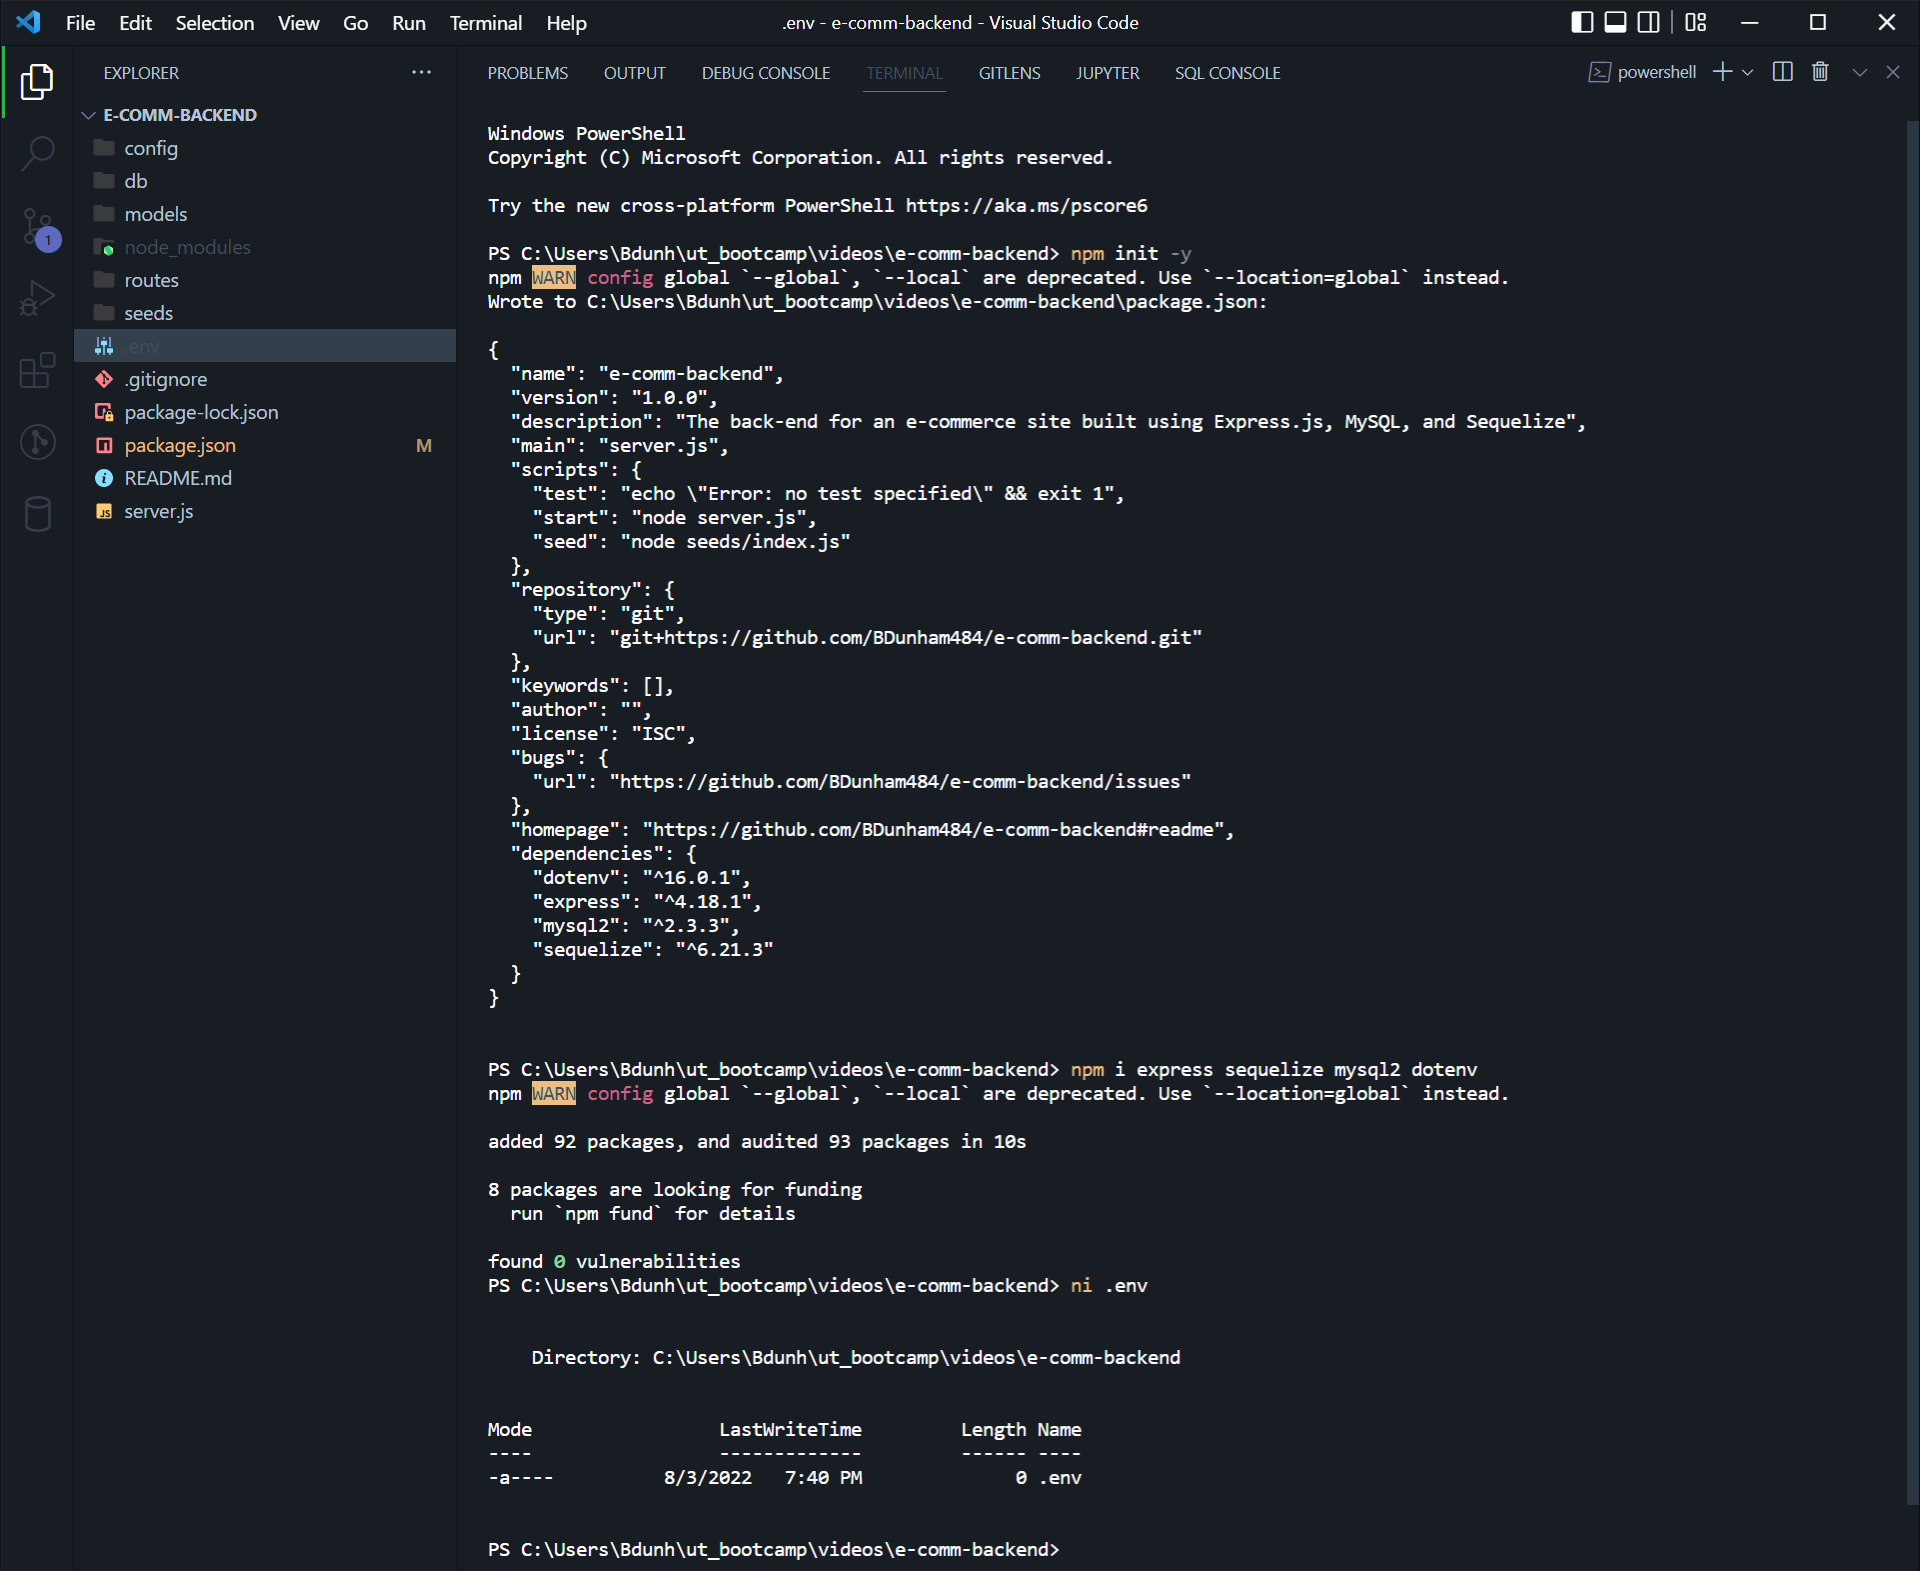 File Edit Selection View Go Run Terminal Help .env - e-comm-backend - Visual Studio Code
EXPLORER
E-COMM-BACKEND
config
db
models
node_modules
routes
seeds
.env
.gitignore
package-lock.json
package.json M
README.md
server.js
1
PROBLEMS OUTPUT DEBUG CONSOLE TERMINAL GITLENS JUPYTER SQL CONSOLE powershell
Windows PowerShell
Copyright (C) Microsoft Corporation. All rights reserved.
Try the new cross-platform PowerShell https://aka.ms/pscore6
PS C:\Users\Bdunh\ut_bootcamp\videos\e-comm-backend> npm init -y
npm WARN config global `--global`, `--local` are deprecated. Use `--location=global` instead.
Wrote to C:\Users\Bdunh\ut_bootcamp\videos\e-comm-backend\package.json:
{
"name": "e-comm-backend",
"version": "1.0.0",
"description": "The back-end for an e-commerce site built using Express.js, MySQL, and Sequelize",
"main": "server.js",
"scripts": {
"test": "echo \"Error: no test specified\" && exit 1",
"start": "node server.js",
"seed": "node seeds/index.js"
},
"repository": {
"type": "git",
"url": "git+https://github.com/BDunham484/e-comm-backend.git"
},
"keywords": [],
"author": "",
"license": "ISC",
"bugs": {
"url": "https://github.com/BDunham484/e-comm-backend/issues"
},
"homepage": "https://github.com/BDunham484/e-comm-backend#readme",
"dependencies": {
"dotenv": "^16.0.1",
"express": "^4.18.1",
"mysql2": "^2.3.3",
"sequelize": "^6.21.3"
}
}
PS C:\Users\Bdunh\ut_bootcamp\videos\e-comm-backend> npm i express sequelize mysql2 dotenv
npm WARN config global `--global`, `--local` are deprecated. Use `--location=global` instead.
added 92 packages, and audited 93 packages in 10s
8 packages are looking for funding
run `npm fund` for details
found 0 vulnerabilities
PS C:\Users\Bdunh\ut_bootcamp\videos\e-comm-backend> ni .env
Directory: C:\Users\Bdunh\ut_bootcamp\videos\e-comm-backend
Mode LastWriteTime Length Name
---- ------------- ------ ----
-a---- 8/3/2022 7:40 PM 0 .env
PS C:\Users\Bdunh\ut_bootcamp\videos\e-comm-backend>